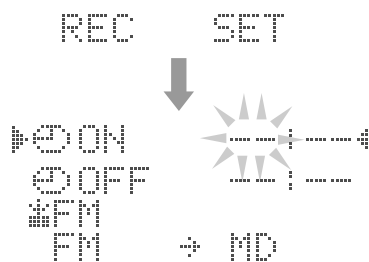 REC SET
ON --:--
OFF --:--
FM
FM → MD